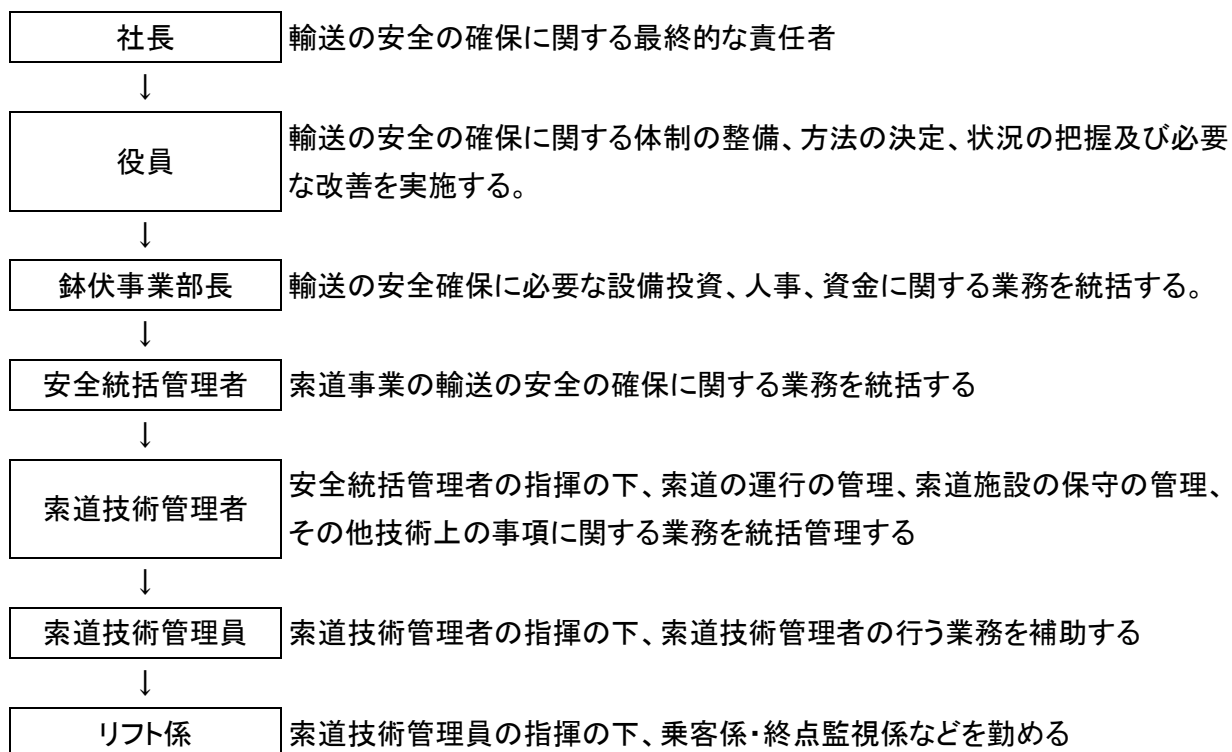 社長 輸送の安全の確保に関する最終的な責任者
↓
役員 輸送の安全の確保に関する体制の整備、方法の決定、状況の把握及び必要
な改善を実施する。
↓
鉢伏事業部長 輸送の安全確保に必要な設備投資、人事、資金に関する業務を統括する。
↓
安全統括管理者 索道事業の輸送の安全の確保に関する業務を統括する
↓
索道技術管理者 安全統括管理者の指揮の下、索道の運行の管理、索道施設の保守の管理、
その他技術上の事項に関する業務を統括管理する
↓
索道技術管理員 索道技術管理者の指揮の下、索道技術管理者の行う業務を補助する
↓
リフト係 索道技術管理員の指揮の下、乗客係・終点監視係などを勤める